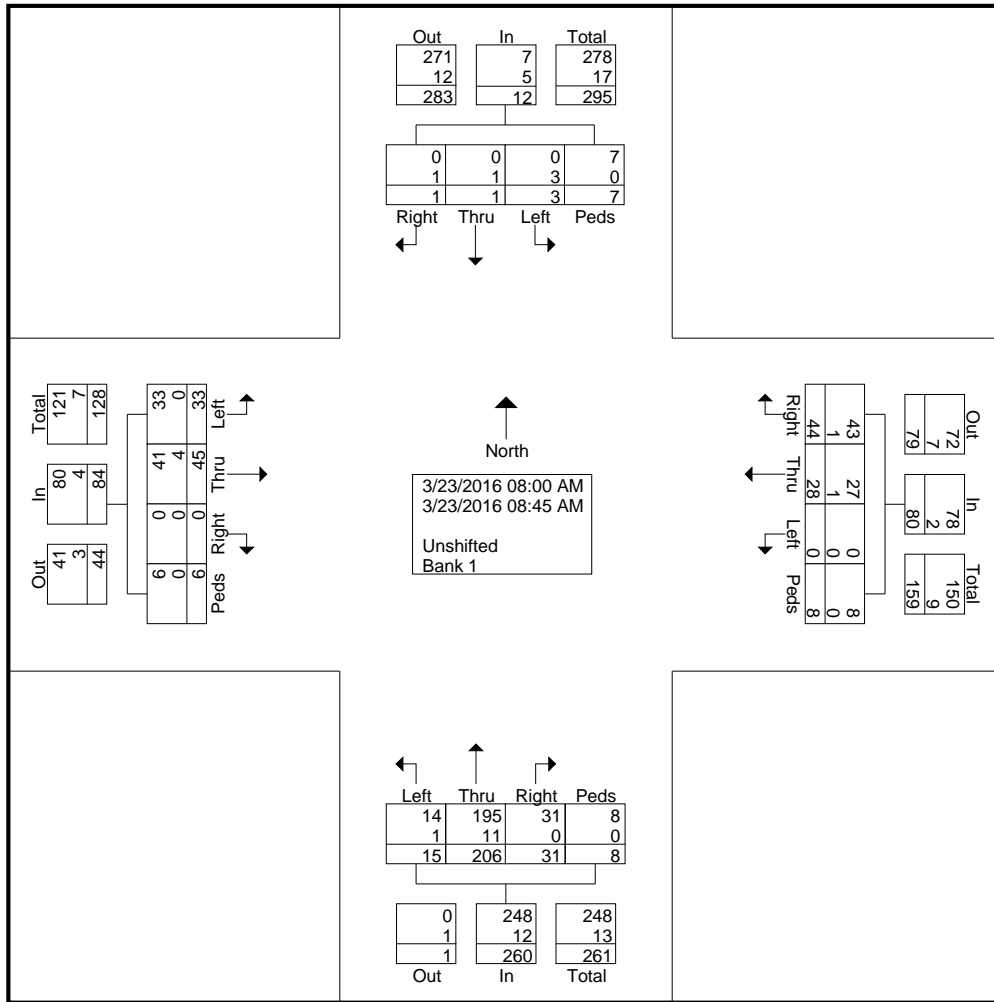 Out In Total
271 7 278
12 5 17
283 12 295
0 0 0 7
1 1 3 0
1 1 3 7
Right Thru Left Peds
Total In Out
121 80 41
7 4 3
128 84 44
33 41 0 6
0 4 0 0
33 45 0 6
Left Thru Right Peds
North
3/23/2016 08:00 AM
3/23/2016 08:45 AM
Unshifted
Bank 1
Right Thru Left Peds
44 28 0 8
1 1 0 0
43 27 0 8
79 80 159
7 2 9
72 78 150
Out In Total
Left Thru Right Peds
14 195 31 8
1 11 0 0
15 206 31 8
0 248 248
1 12 13
1 260 261
Out In Total